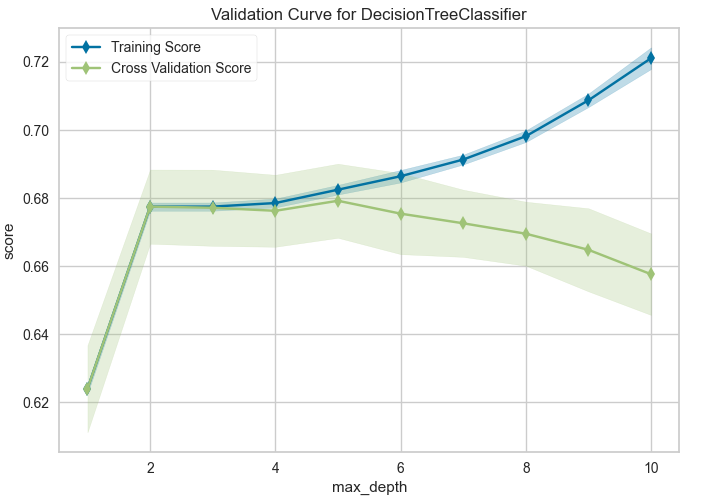 Validation Curve for DecisionTreeClassifier
Training Score
Cross Validation Score
0.72
0.70
0.68
0.66
0.64
0.62
score
2 4 6 8 10
max_depth